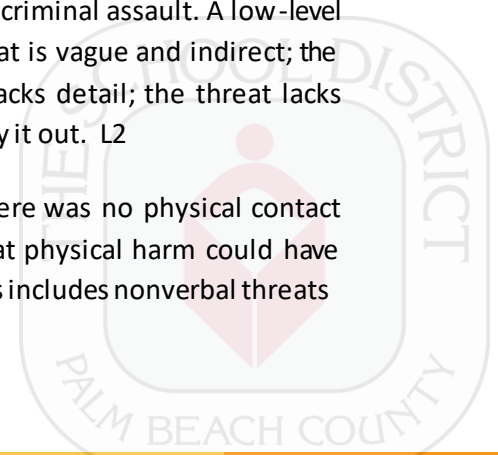 criminal assault. A low-level
at is vague and indirect; the
acks detail; the threat lacks
y it out. L2
ere was no physical contact
at physical harm could have
s includes nonverbal threats
THE SCHOOL DISTRICT
PALM BEACH COUNTY